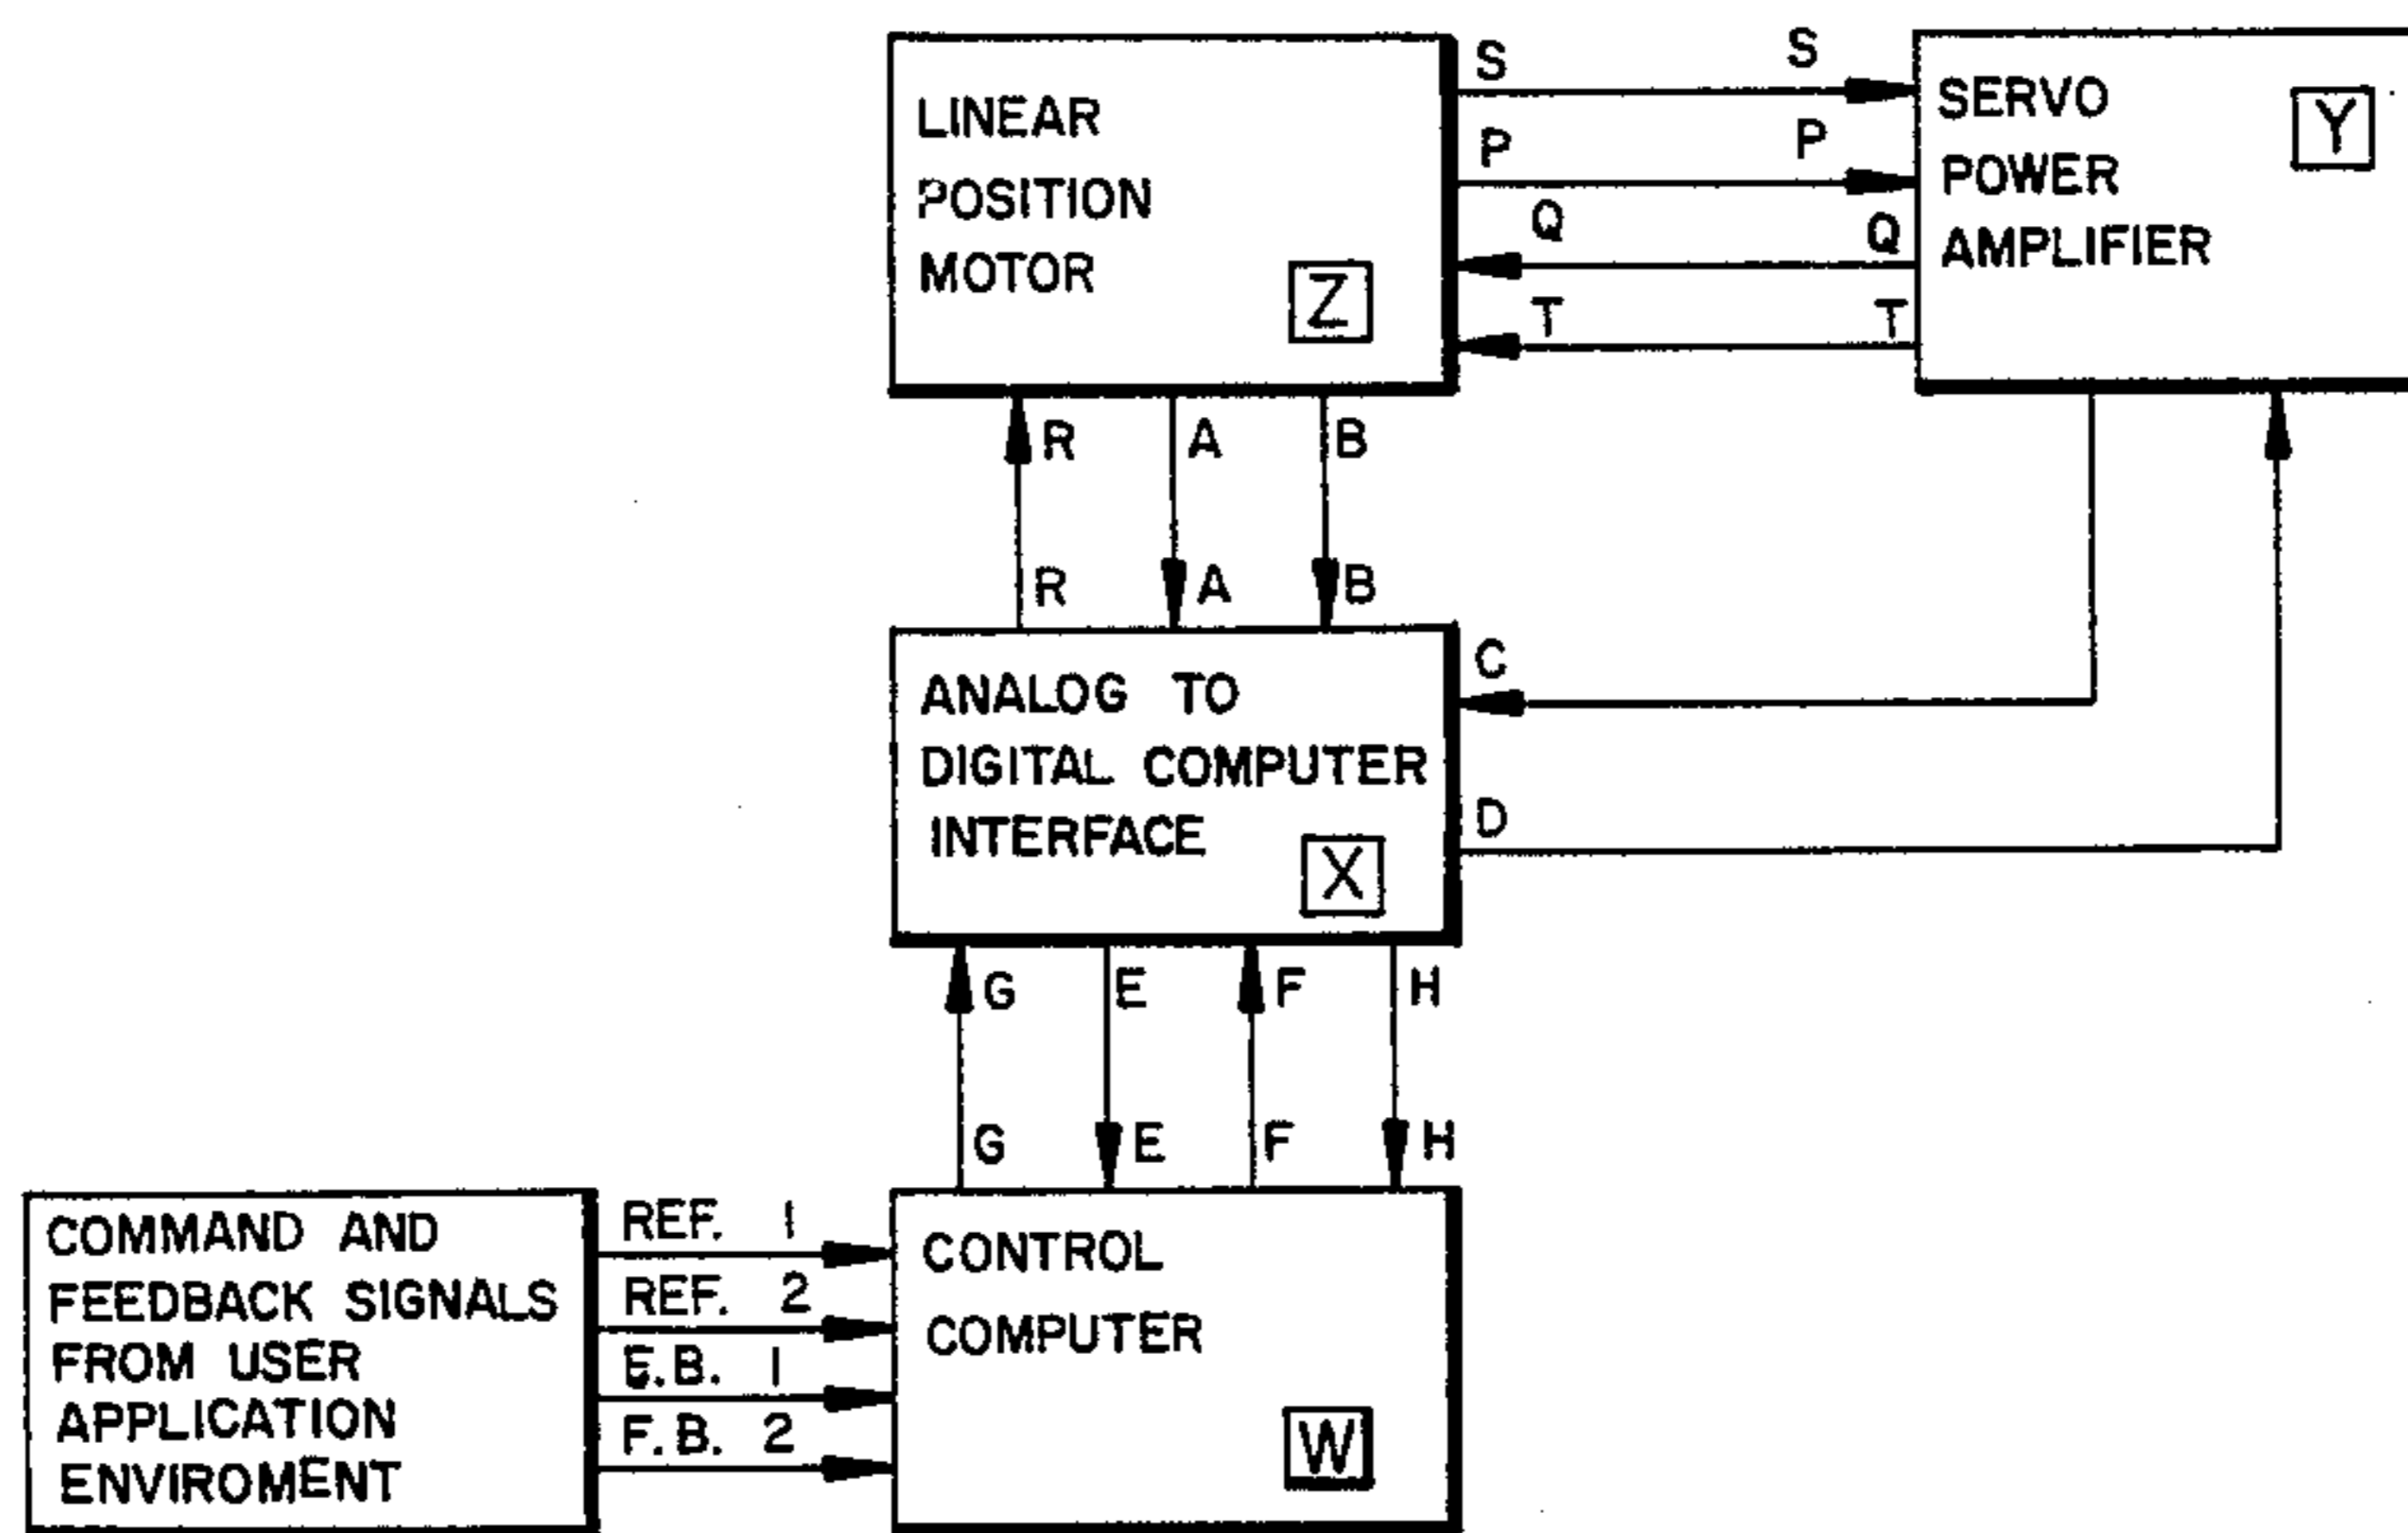 LINEAR
POSITION
MOTOR
Z
S S
P P
Q Q
T T
SERVO
POWER
AMPLIFIER
Y
R A B
R A B
ANALOG TO
DIGITAL COMPUTER
INTERFACE
X
C
D
G E F H
G E F H
COMMAND AND
FEEDBACK SIGNALS
FROM USER
APPLICATION
ENVIROMENT
REF. 1
REF. 2
F.B. 1
F.B. 2
CONTROL
COMPUTER
W